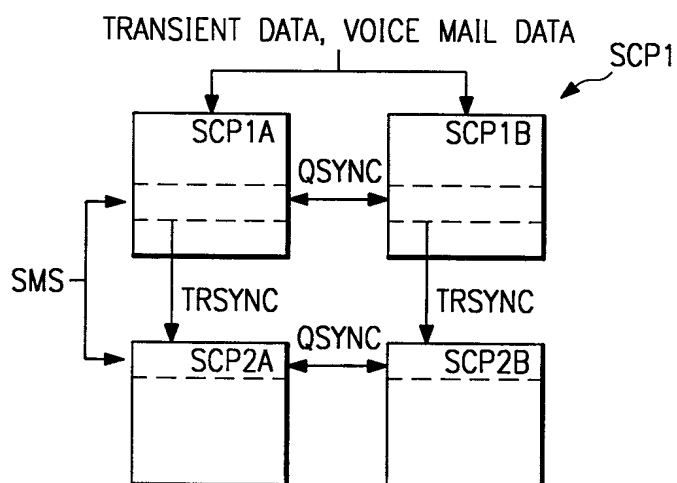 TRANSIENT DATA, VOICE MAIL DATA
SCP1
SCP1A
SCP1B
QSYNC
SMS
TRSYNC
TRSYNC
QSYNC
SCP2A
SCP2B